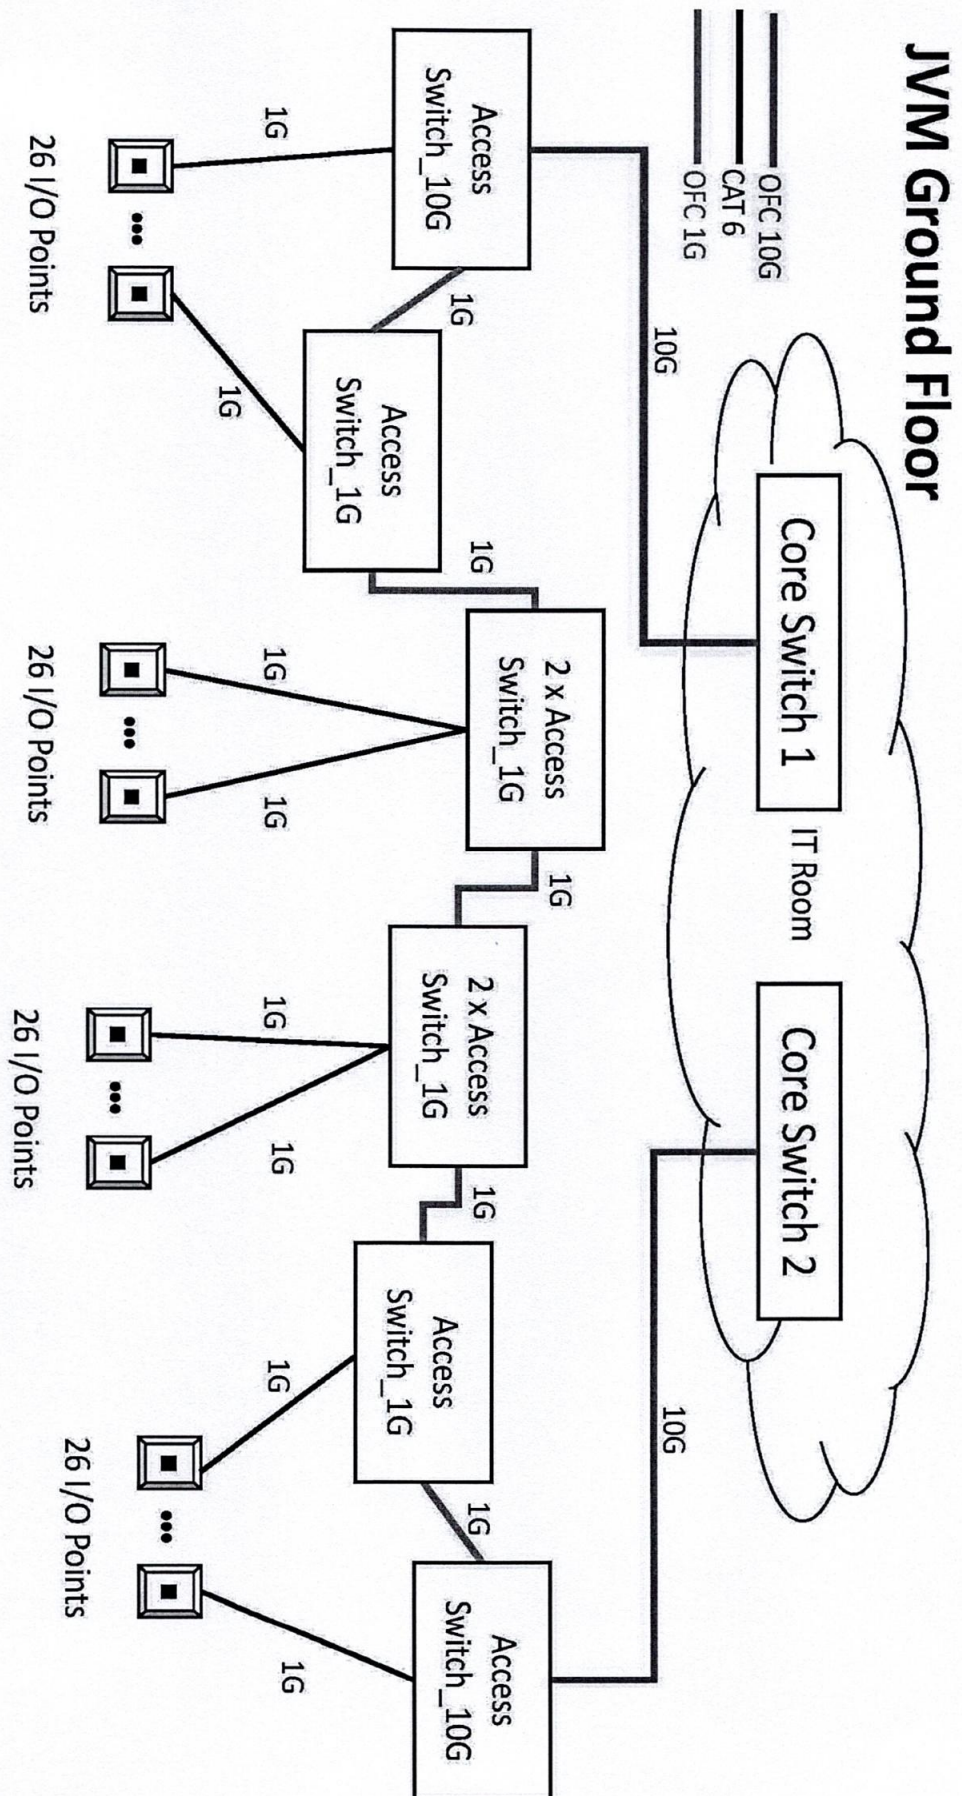 JVM Ground Floor
OFC 10G
CAT 6
OFC 1G
Core Switch 1
IT Room
Core Switch 2
10G
10G
Access
Switch_10G
1G
Access
Switch_1G
1G
2 x Access
Switch_1G
1G
2 x Access
Switch_1G
1G
Access
Switch_1G
1G
Access
Switch_10G
1G
1G
1G
1G
1G
1G
1G
1G
26 I/O Points
26 I/O Points
26 I/O Points
26 I/O Points